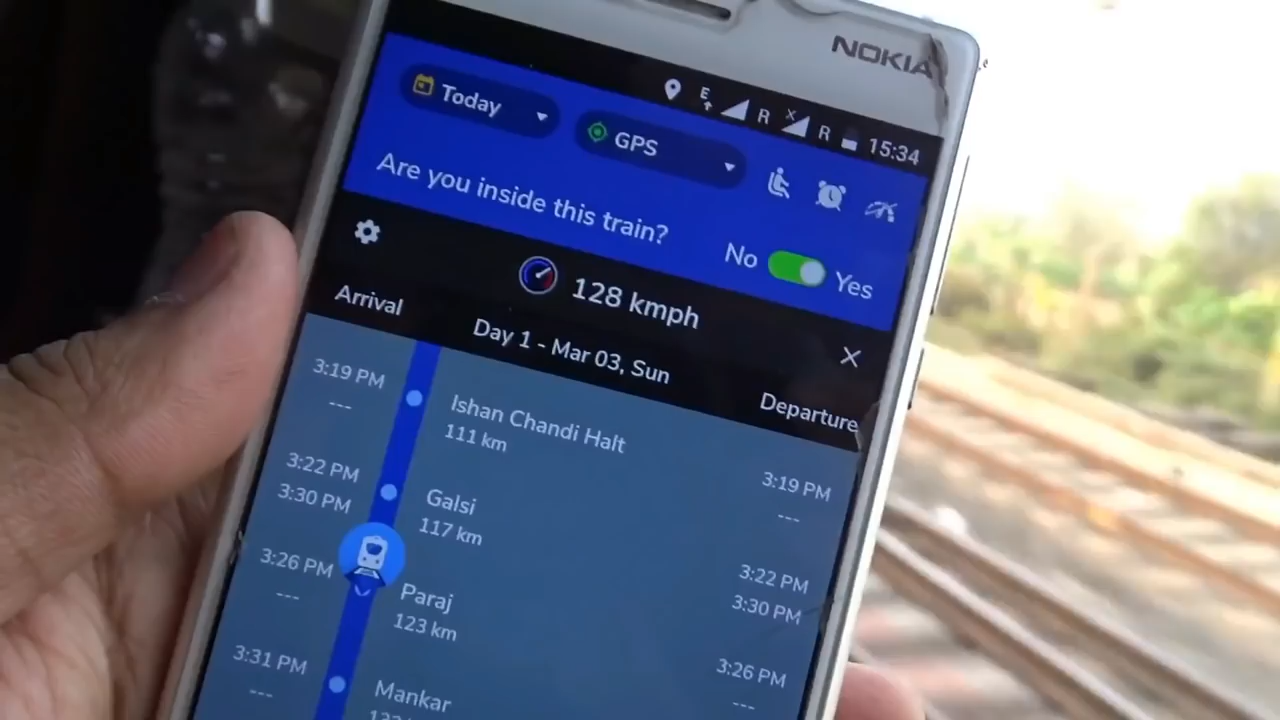 NOKIA
E R X R 15:34
Today GPS
Are you inside this train?
No Yes
128 kmph
Arrival Day 1 - Mar 03, Sun Departure
3:19 PM Ishan Chandi Halt 3:19 PM
--- 111 km ---
3:22 PM Galsi 3:22 PM
3:30 PM 117 km 3:30 PM
3:26 PM Paraj 3:26 PM
--- 123 km ---
3:31 PM Mankar
---